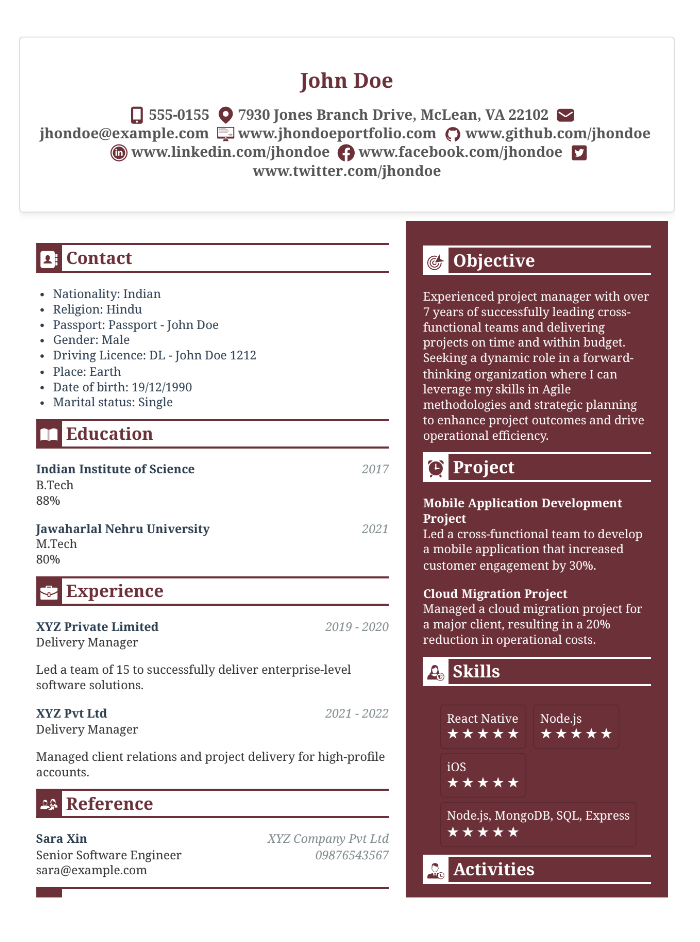 John Doe
555-0155 7930 Jones Branch Drive, McLean, VA 22102
jhondoe@example.com www.jhondoeportfolio.com www.github.com/jhondoe
www.linkedin.com/jhondoe www.facebook.com/jhondoe
www.twitter.com/jhondoe
Contact
• Nationality: Indian
• Religion: Hindu
• Passport: Passport - John Doe
• Gender: Male
• Driving Licence: DL - John Doe 1212
• Place: Earth
• Date of birth: 19/12/1990
• Marital status: Single
Education
Indian Institute of Science 2017
B.Tech
88%
Jawaharlal Nehru University 2021
M.Tech
80%
Experience
XYZ Private Limited 2019 - 2020
Delivery Manager
Led a team of 15 to successfully deliver enterprise-level
software solutions.
XYZ Pvt Ltd 2021 - 2022
Delivery Manager
Managed client relations and project delivery for high-profile
accounts.
Reference
Sara Xin XYZ Company Pvt Ltd
Senior Software Engineer 09876543567
sara@example.com
Objective
Experienced project manager with over
7 years of successfully leading cross-
functional teams and delivering
projects on time and within budget.
Seeking a dynamic role in a forward-
thinking organization where I can
leverage my skills in Agile
methodologies and strategic planning
to enhance project outcomes and drive
operational efficiency.
Project
Mobile Application Development
Project
Led a cross-functional team to develop
a mobile application that increased
customer engagement by 30%.
Cloud Migration Project
Managed a cloud migration project for
a major client, resulting in a 20%
reduction in operational costs.
Skills
React Native Node.js
★★★★★ ★★★★★
iOS
★★★★★
Node.js, MongoDB, SQL, Express
★★★★★
Activities